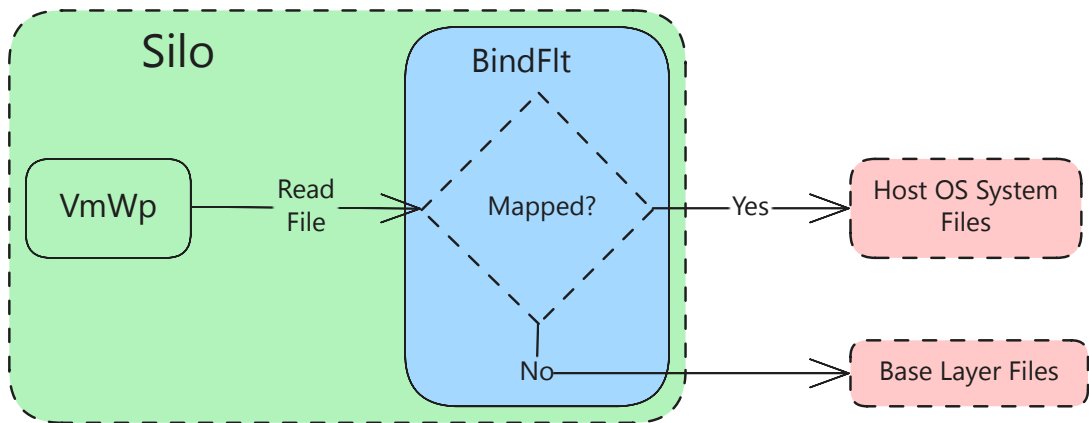 Silo
BindFlt
VmWp
Read
File
Mapped?
Yes
Host OS System
Files
No
Base Layer Files